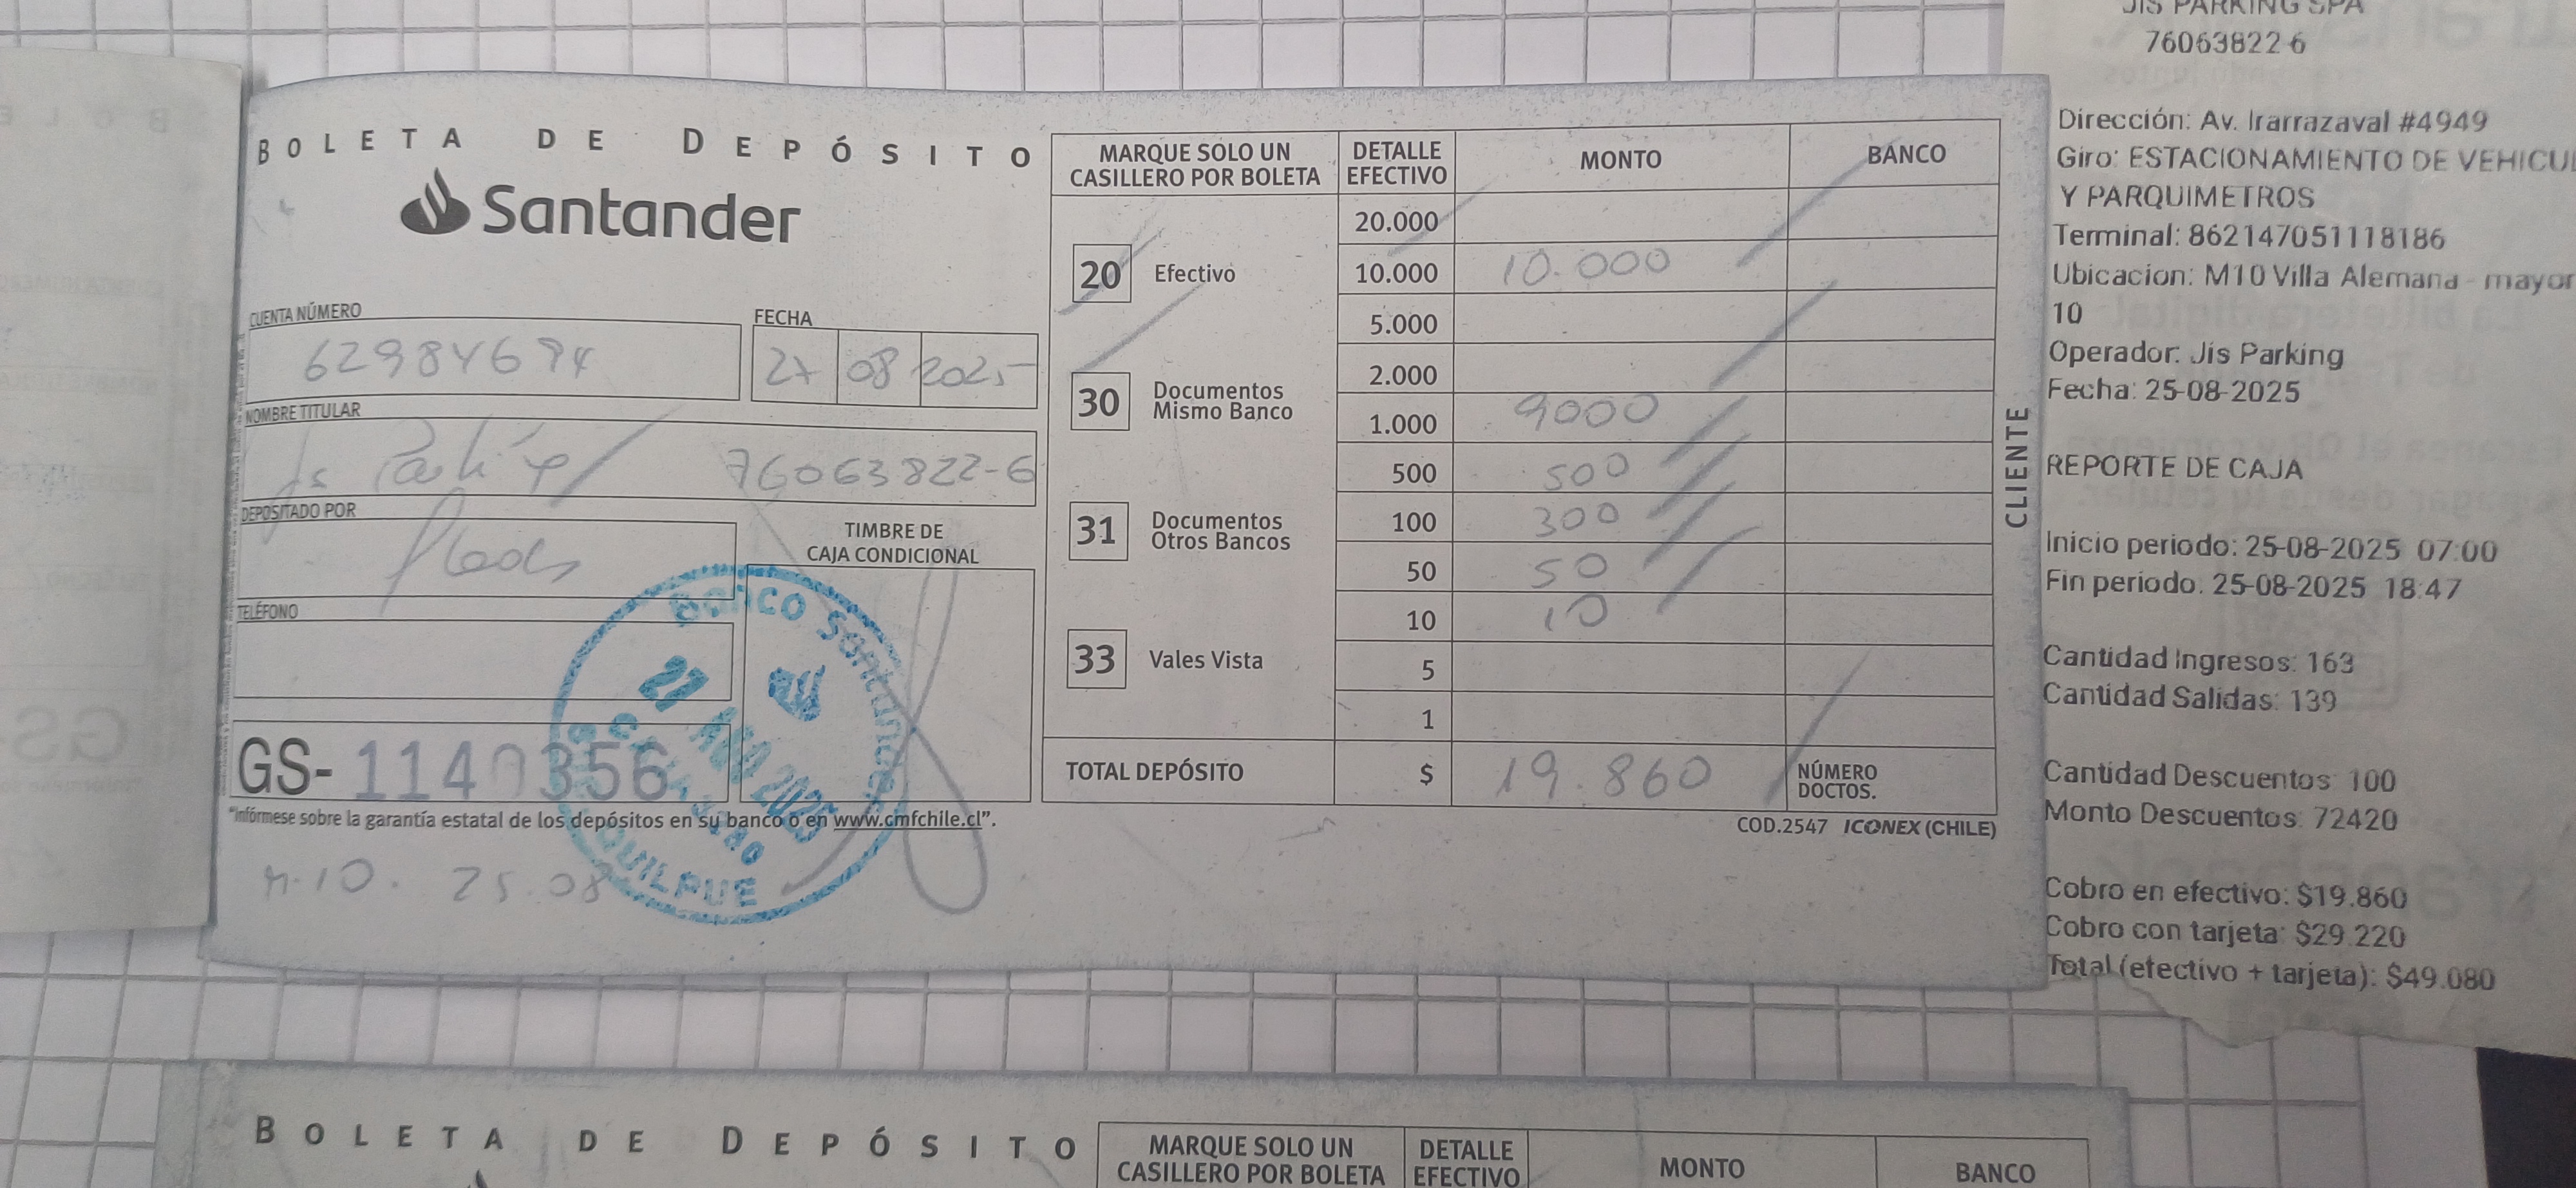 BOLETA DE DEPÓSITO
Santander
CUENTA NÚMERO
62984694
FECHA
27 08 2025
NOMBRE TITULAR
Jis Parking 76063822-6
DEPOSITADO POR
TELÉFONO
TIMBRE DE
CAJA CONDICIONAL
Banco Santander
27 AGO 2025
QUILPUE
GS- 1140356
"Infórmese sobre la garantía estatal de los depósitos en su banco o en www.cmfchile.cl".
M-10. 25.08
MARQUE SOLO UN
CASILLERO POR BOLETA
20 Efectivo
30 Documentos
Mismo Banco
31 Documentos
Otros Bancos
33 Vales Vista
DETALLE
EFECTIVO
MONTO
BANCO
20.000
10.000 10.000
5.000
2.000
1.000 9000
500 500
100 300
50 50
10 10
5
1
TOTAL DEPÓSITO $ 19.860
NÚMERO
DOCTOS.
COD.2547 ICONEX (CHILE)
CLIENTE
JIS PARKING SPA
76063822-6
Dirección: Av. Irarrazaval #4949
Giro: ESTACIONAMIENTO DE VEHICUL
Y PARQUIMETROS
Terminal: 862147051118186
Ubicacion: M10 Villa Alemana - mayor
10
Operador: Jis Parking
Fecha: 25-08-2025
REPORTE DE CAJA
Inicio periodo: 25-08-2025 07:00
Fin periodo: 25-08-2025 18:47
Cantidad Ingresos: 163
Cantidad Salidas: 139
Cantidad Descuentos: 100
Monto Descuentos: 72420
Cobro en efectivo: $19.860
Cobro con tarjeta: $29.220
Total (efectivo + tarjeta): $49.080
BOLETA DE DEPÓSITO
MARQUE SOLO UN
CASILLERO POR BOLETA
DETALLE
EFECTIVO
MONTO
BANCO